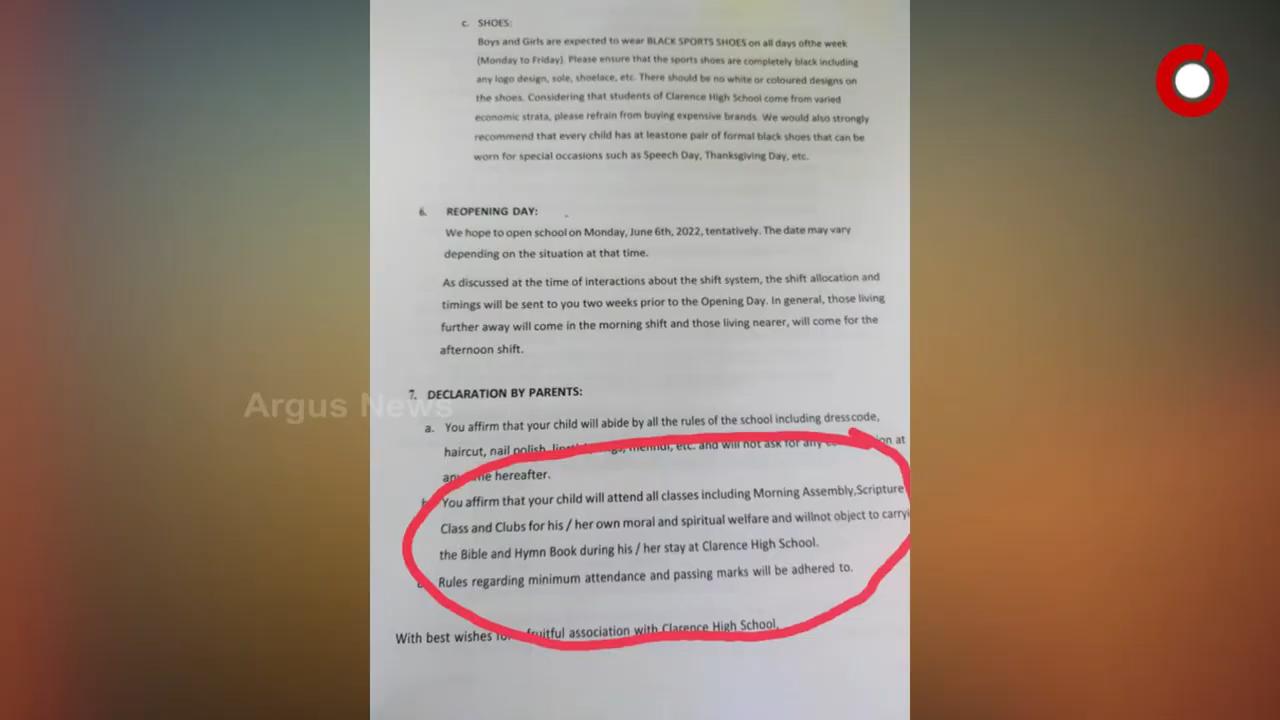 c. SHOES:
Boys and Girls are expected to wear BLACK SPORTS SHOES on all days ofthe week
(Monday to Friday). Please ensure that the sports shoes are completely black including
any logo design, sole, shoelace, etc. There should be no white or coloured designs on
the shoes. Considering that students of Clarence High School come from varied
economic strata, please refrain from buying expensive brands. We would also strongly
recommend that every child has at leastone pair of formal black shoes that can be
worn for special occasions such as Speech Day, Thanksgiving Day, etc.
6. REOPENING DAY:
We hope to open school on Monday, June 6th, 2022, tentatively. The date may vary
depending on the situation at that time.
As discussed at the time of interactions about the shift system, the shift allocation and
timings will be sent to you two weeks prior to the Opening Day. In general, those living
further away will come in the morning shift and those living nearer, will come for the
afternoon shift.
Argus News
7. DECLARATION BY PARENTS:
a. You affirm that your child will abide by all the rules of the school including dresscode,
haircut, nail polish, etc. and will not ask for any at
hereafter.
You affirm that your child will attend all classes including Morning Assembly,Scripture
Class and Clubs for his / her own moral and spiritual welfare and willnot object to
the Bible and Hymn Book during his / her stay at Clarence High School.
Rules regarding minimum attendance and passing marks will be adhered to.
With best wishes fruitful association with Clarence High School.